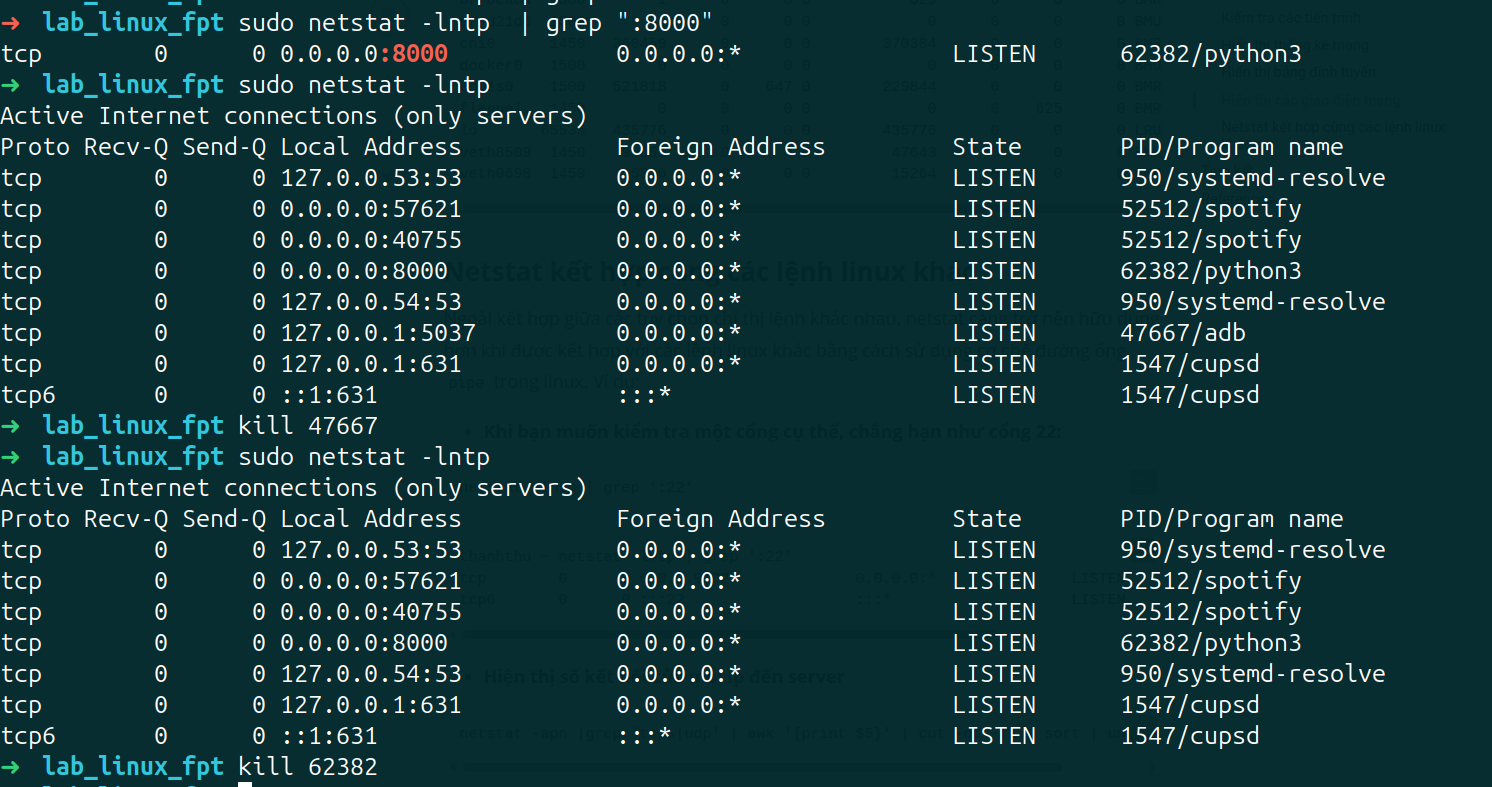 ➜ lab_linux_fpt sudo netstat -lntp | grep ":8000"
tcp 0 0 0.0.0.0:8000 0.0.0.0:* LISTEN 62382/python3
➜ lab_linux_fpt sudo netstat -lntp
Active Internet connections (only servers)
Proto Recv-Q Send-Q Local Address Foreign Address State PID/Program name
tcp 0 0 127.0.0.53:53 0.0.0.0:* LISTEN 950/systemd-resolve
tcp 0 0 0.0.0.0:57621 0.0.0.0:* LISTEN 52512/spotify
tcp 0 0 0.0.0.0:40755 0.0.0.0:* LISTEN 52512/spotify
tcp 0 0 0.0.0.0:8000 0.0.0.0:* LISTEN 62382/python3
tcp 0 0 127.0.0.54:53 0.0.0.0:* LISTEN 950/systemd-resolve
tcp 0 0 127.0.0.1:5037 0.0.0.0:* LISTEN 47667/adb
tcp 0 0 127.0.0.1:631 0.0.0.0:* LISTEN 1547/cupsd
tcp6 0 0 ::1:631 :::* LISTEN 1547/cupsd
➜ lab_linux_fpt kill 47667
➜ lab_linux_fpt sudo netstat -lntp
Active Internet connections (only servers)
Proto Recv-Q Send-Q Local Address Foreign Address State PID/Program name
tcp 0 0 127.0.0.53:53 0.0.0.0:* LISTEN 950/systemd-resolve
tcp 0 0 0.0.0.0:57621 0.0.0.0:* LISTEN 52512/spotify
tcp 0 0 0.0.0.0:40755 0.0.0.0:* LISTEN 52512/spotify
tcp 0 0 0.0.0.0:8000 0.0.0.0:* LISTEN 62382/python3
tcp 0 0 127.0.0.54:53 0.0.0.0:* LISTEN 950/systemd-resolve
tcp 0 0 127.0.0.1:631 0.0.0.0:* LISTEN 1547/cupsd
tcp6 0 0 ::1:631 :::* LISTEN 1547/cupsd
➜ lab_linux_fpt kill 62382